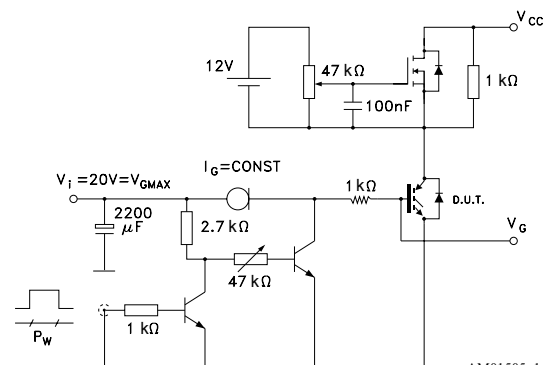 V_CC
12V
47 kΩ
1 kΩ
100nF
I_G=CONST
V_i =20V=V_GMAX
1 kΩ
D.U.T.
2200
μF
2.7 kΩ
V_G
47 kΩ
1 kΩ
P_W